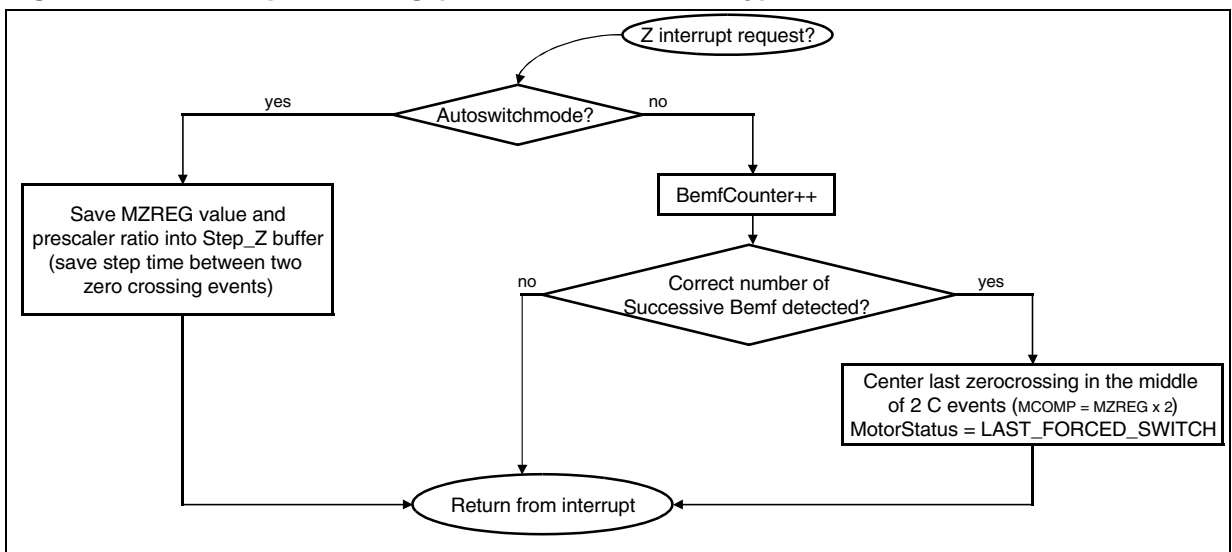 Z interrupt request?
yes
Autoswitchmode?
no
Save MZREG value and
prescaler ratio into Step_Z buffer
(save step time between two
zero crossing events)
BemfCounter++
no
Correct number of
Successive Bemf detected?
yes
Center last zerocrossing in the middle
of 2 C events (MCOMP = MZREG x 2)
MotorStatus = LAST_FORCED_SWITCH
Return from interrupt